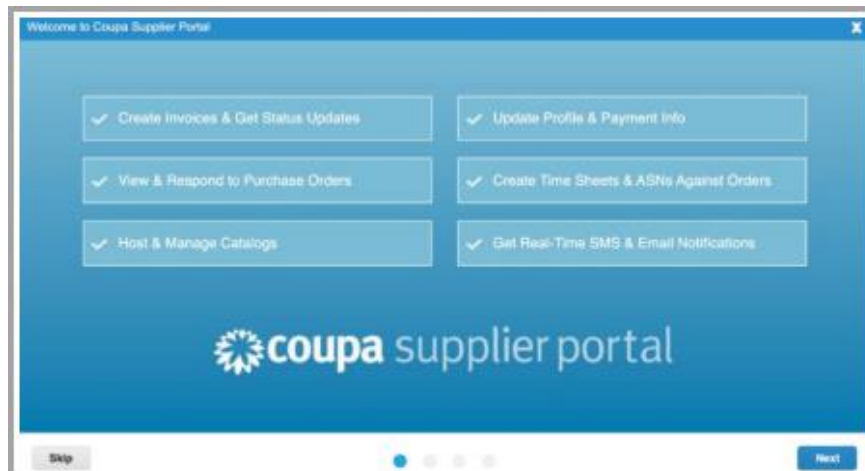 Welcome to Coupa Supplier Portal X
Create Invoices & Get Status Updates
Update Profile & Payment Info
View & Respond to Purchase Orders
Create Time Sheets & ASNs Against Orders
Host & Manage Catalogs
Get Real-Time SMS & Email Notifications
coupa supplier portal
Skip
Next